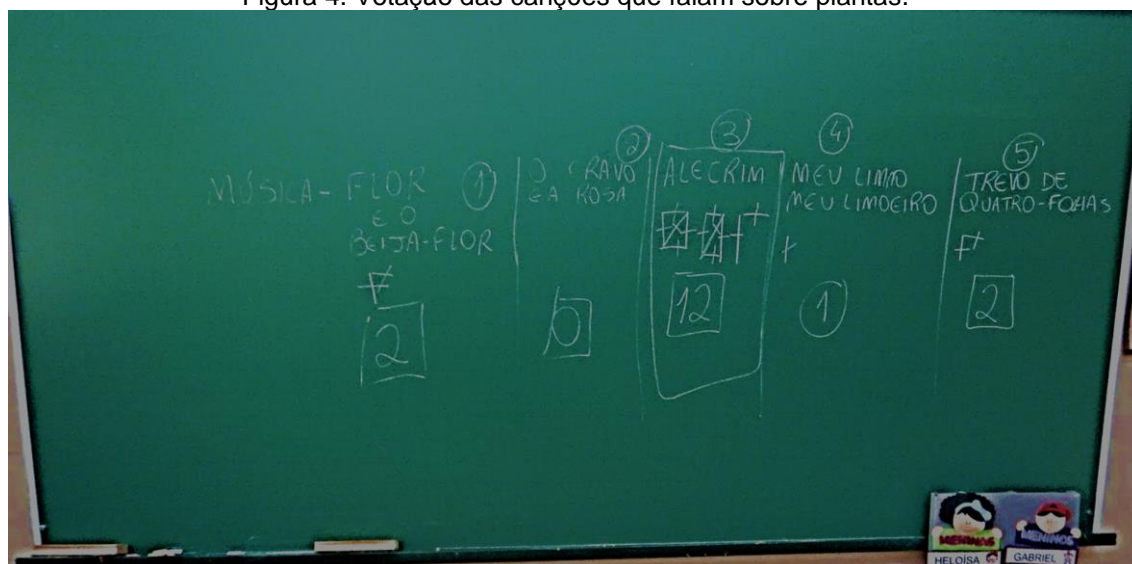 Figura 4: Votação das canções que falam sobre plantas.
MÚSICA - FLOR
E O
BEIJA-FLOR
1
2
O CRAVO
E A ROSA
0
2
3
ALECRIM
12
4
MEU LIMÃO
MEU LIMOEIRO
1
5
TREVO DE
QUATRO-FOLHAS
2
MENINAS
HELOÍSA
MENINOS
GABRIEL